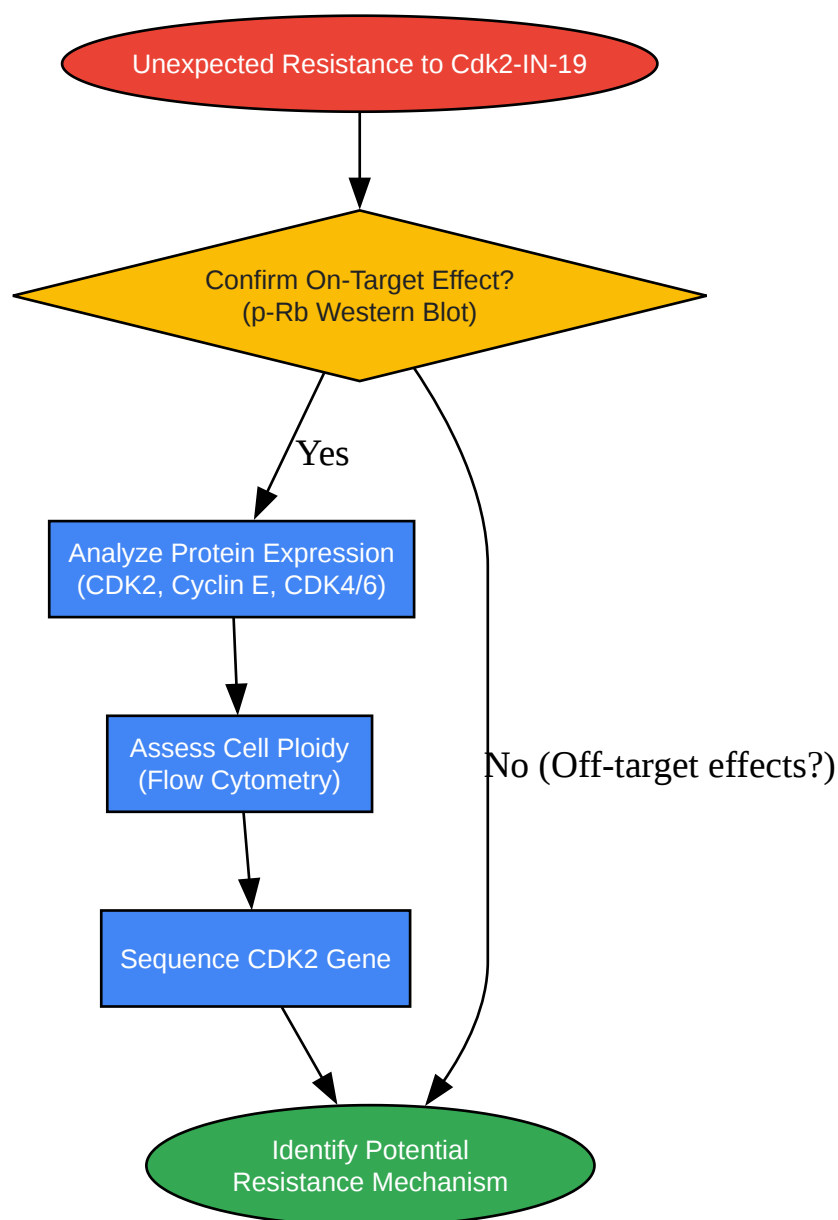 Unexpected Resistance to Cdk2-IN-19
Confirm On-Target Effect?
(p-Rb Western Blot)
Yes
Analyze Protein Expression
(CDK2, Cyclin E, CDK4/6)
Assess Cell Ploidy
(Flow Cytometry)
No (Off-target effects?)
Sequence CDK2 Gene
Identify Potential
Resistance Mechanism